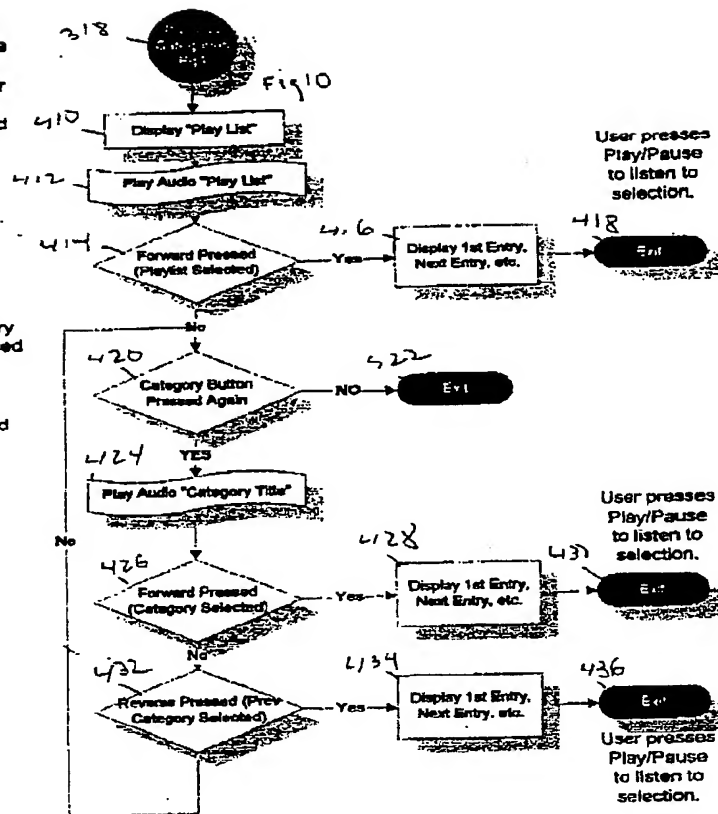 318
Fig 10
410
Display "Play List"
412
Play Audio "Play List"
User presses
Play/Pause
to listen to
selection.
414
Forward Pressed
(Playlist Selected)
Yes
416
Display 1st Entry,
Next Entry, etc.
418
Exit
No
420
Category Button
Pressed Again
NO
422
Exit
YES
424
Play Audio "Category Title"
User presses
Play/Pause
to listen to
selection.
No
426
Forward Pressed
(Category Selected)
Yes
428
Display 1st Entry,
Next Entry, etc.
Exit
No
432
Reverse Pressed (Prev
Category Selected)
Yes
434
Display 1st Entry,
Next Entry, etc.
436
Exit
User presses
Play/Pause
to listen to
selection.